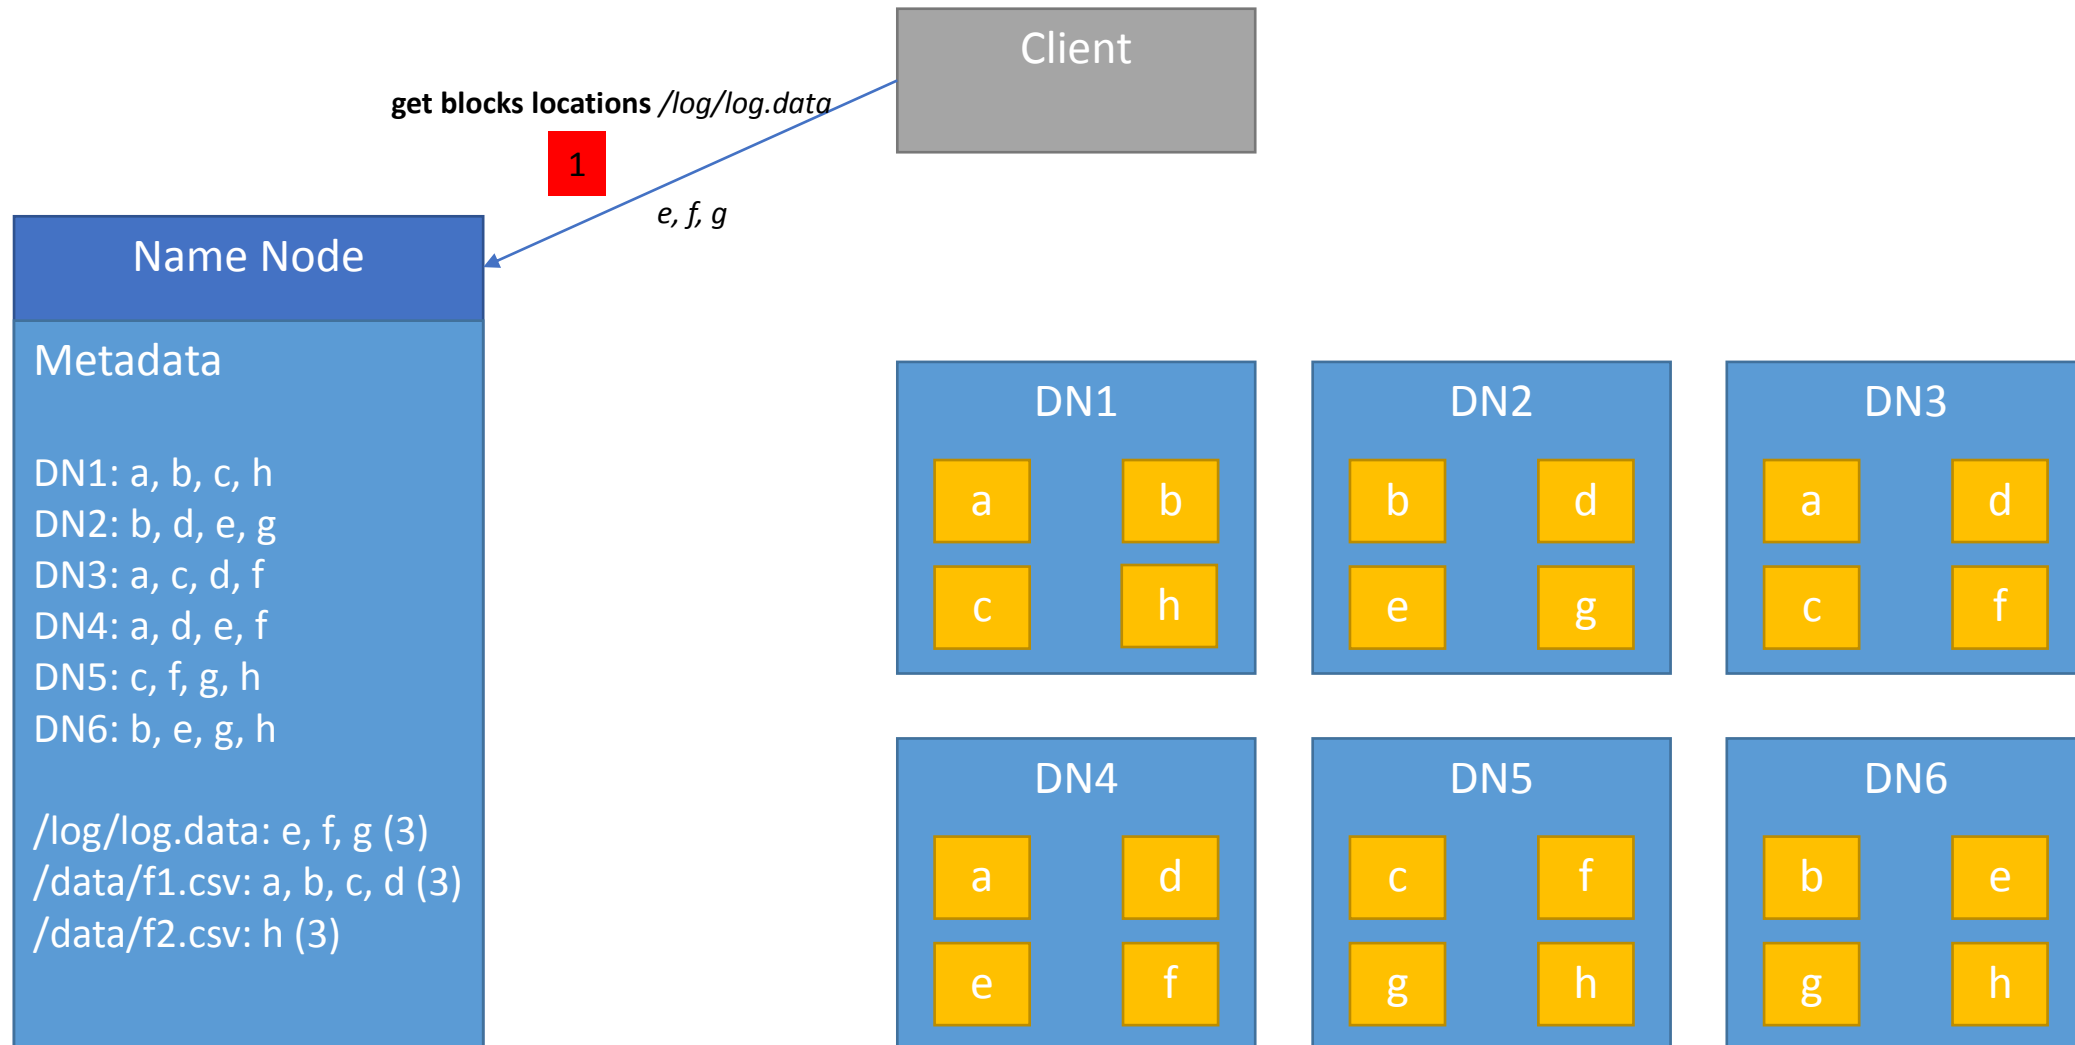 Client
get blocks locations /log/log.data
1
e, f, g
Name Node
Metadata
DN1: a, b, c, h
DN2: b, d, e, g
DN3: a, c, d, f
DN4: a, d, e, f
DN5: c, f, g, h
DN6: b, e, g, h
/log/log.data: e, f, g (3)
/data/f1.csv: a, b, c, d (3)
/data/f2.csv: h (3)
DN1
a b
c h
DN2
b d
e g
DN3
a d
c f
DN4
a d
e f
DN5
c f
g h
DN6
b e
g h